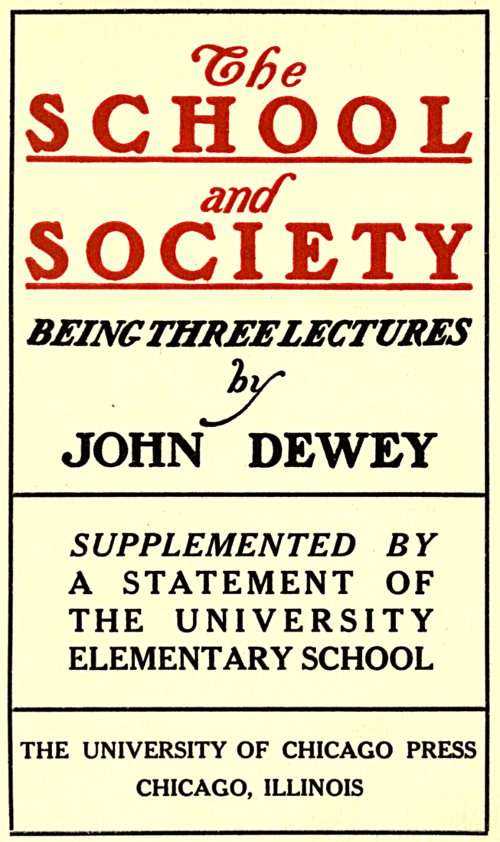 The
SCHOOL
and
SOCIETY
BEING THREE LECTURES
by
JOHN DEWEY
SUPPLEMENTED BY
A STATEMENT OF
THE UNIVERSITY
ELEMENTARY SCHOOL
THE UNIVERSITY OF CHICAGO PRESS
CHICAGO, ILLINOIS